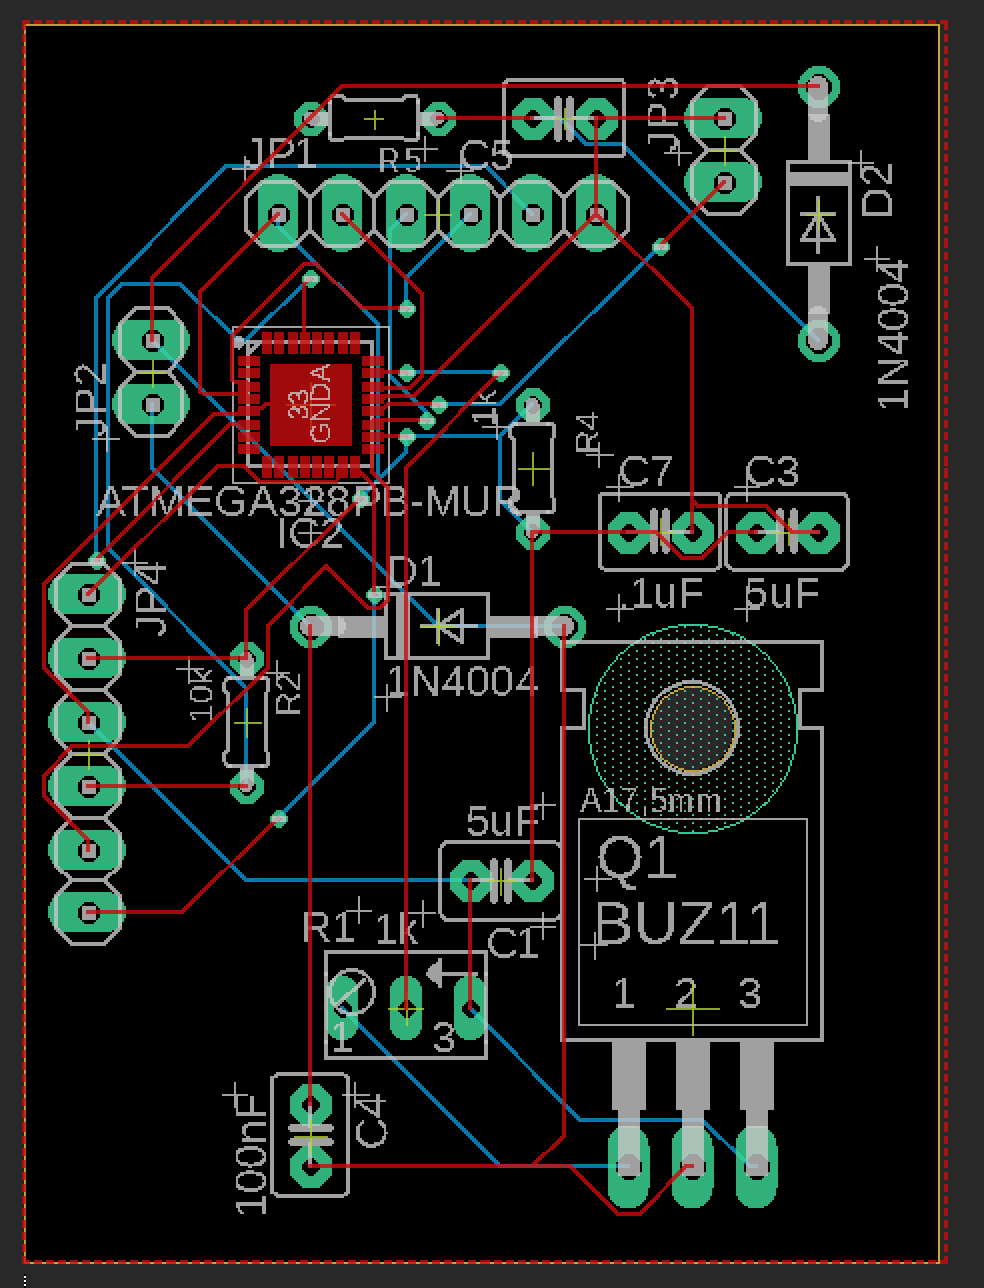 JP3
JP1
R5
C5
D2
1N4004
JP2
33
GNDA
1k
R4
ATMEGA328PB-MUR
IC2
C7
C3
1uF
5uF
JP4
D1
1N4004
10k
R2
A17,5mm
5uF
Q1
BUZ11
R1
1k
C1
1 2 3
1
3
100nF
C4